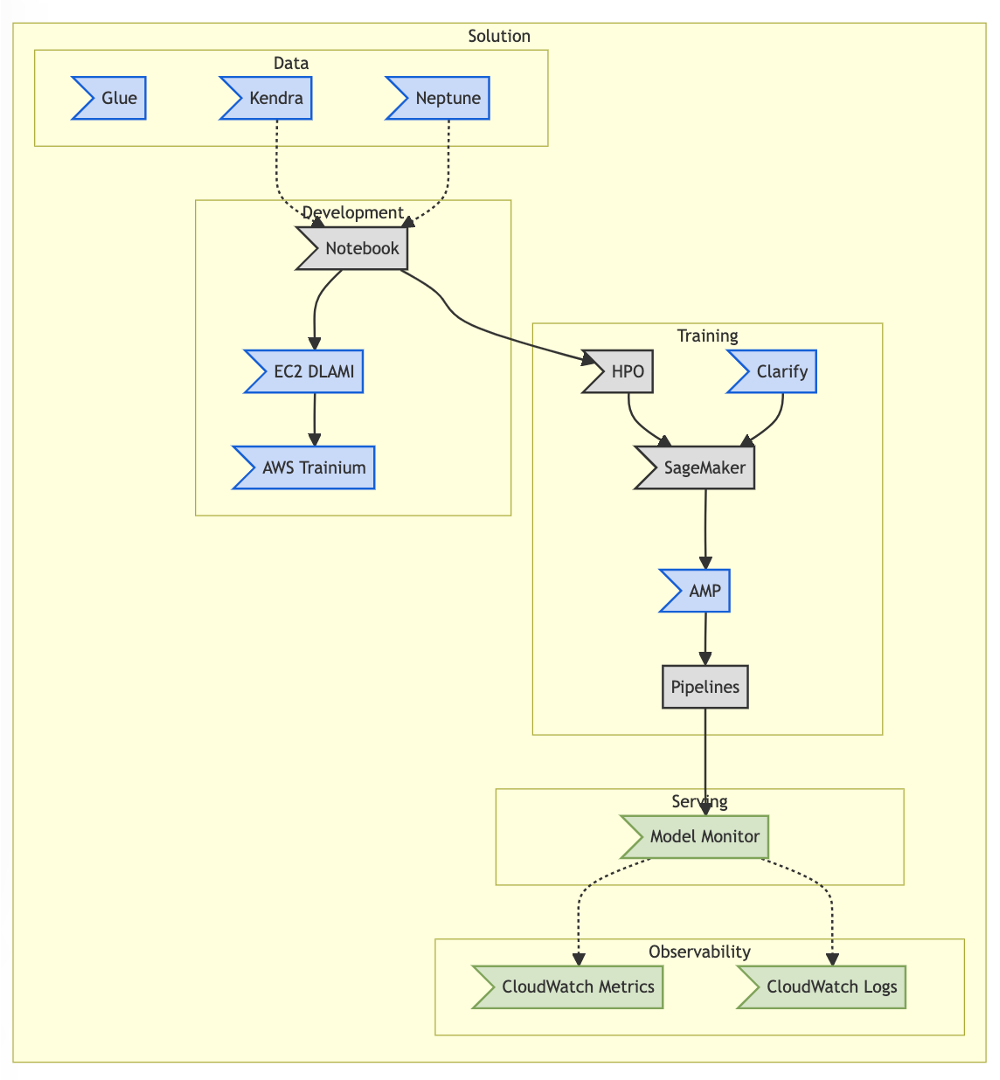 Solution
Data
Glue
Kendra
Neptune
Development
Notebook
Training
EC2 DLAMI
HPO
Clarify
AWS Trainium
SageMaker
AMP
Pipelines
Serving
Model Monitor
Observability
CloudWatch Metrics
CloudWatch Logs